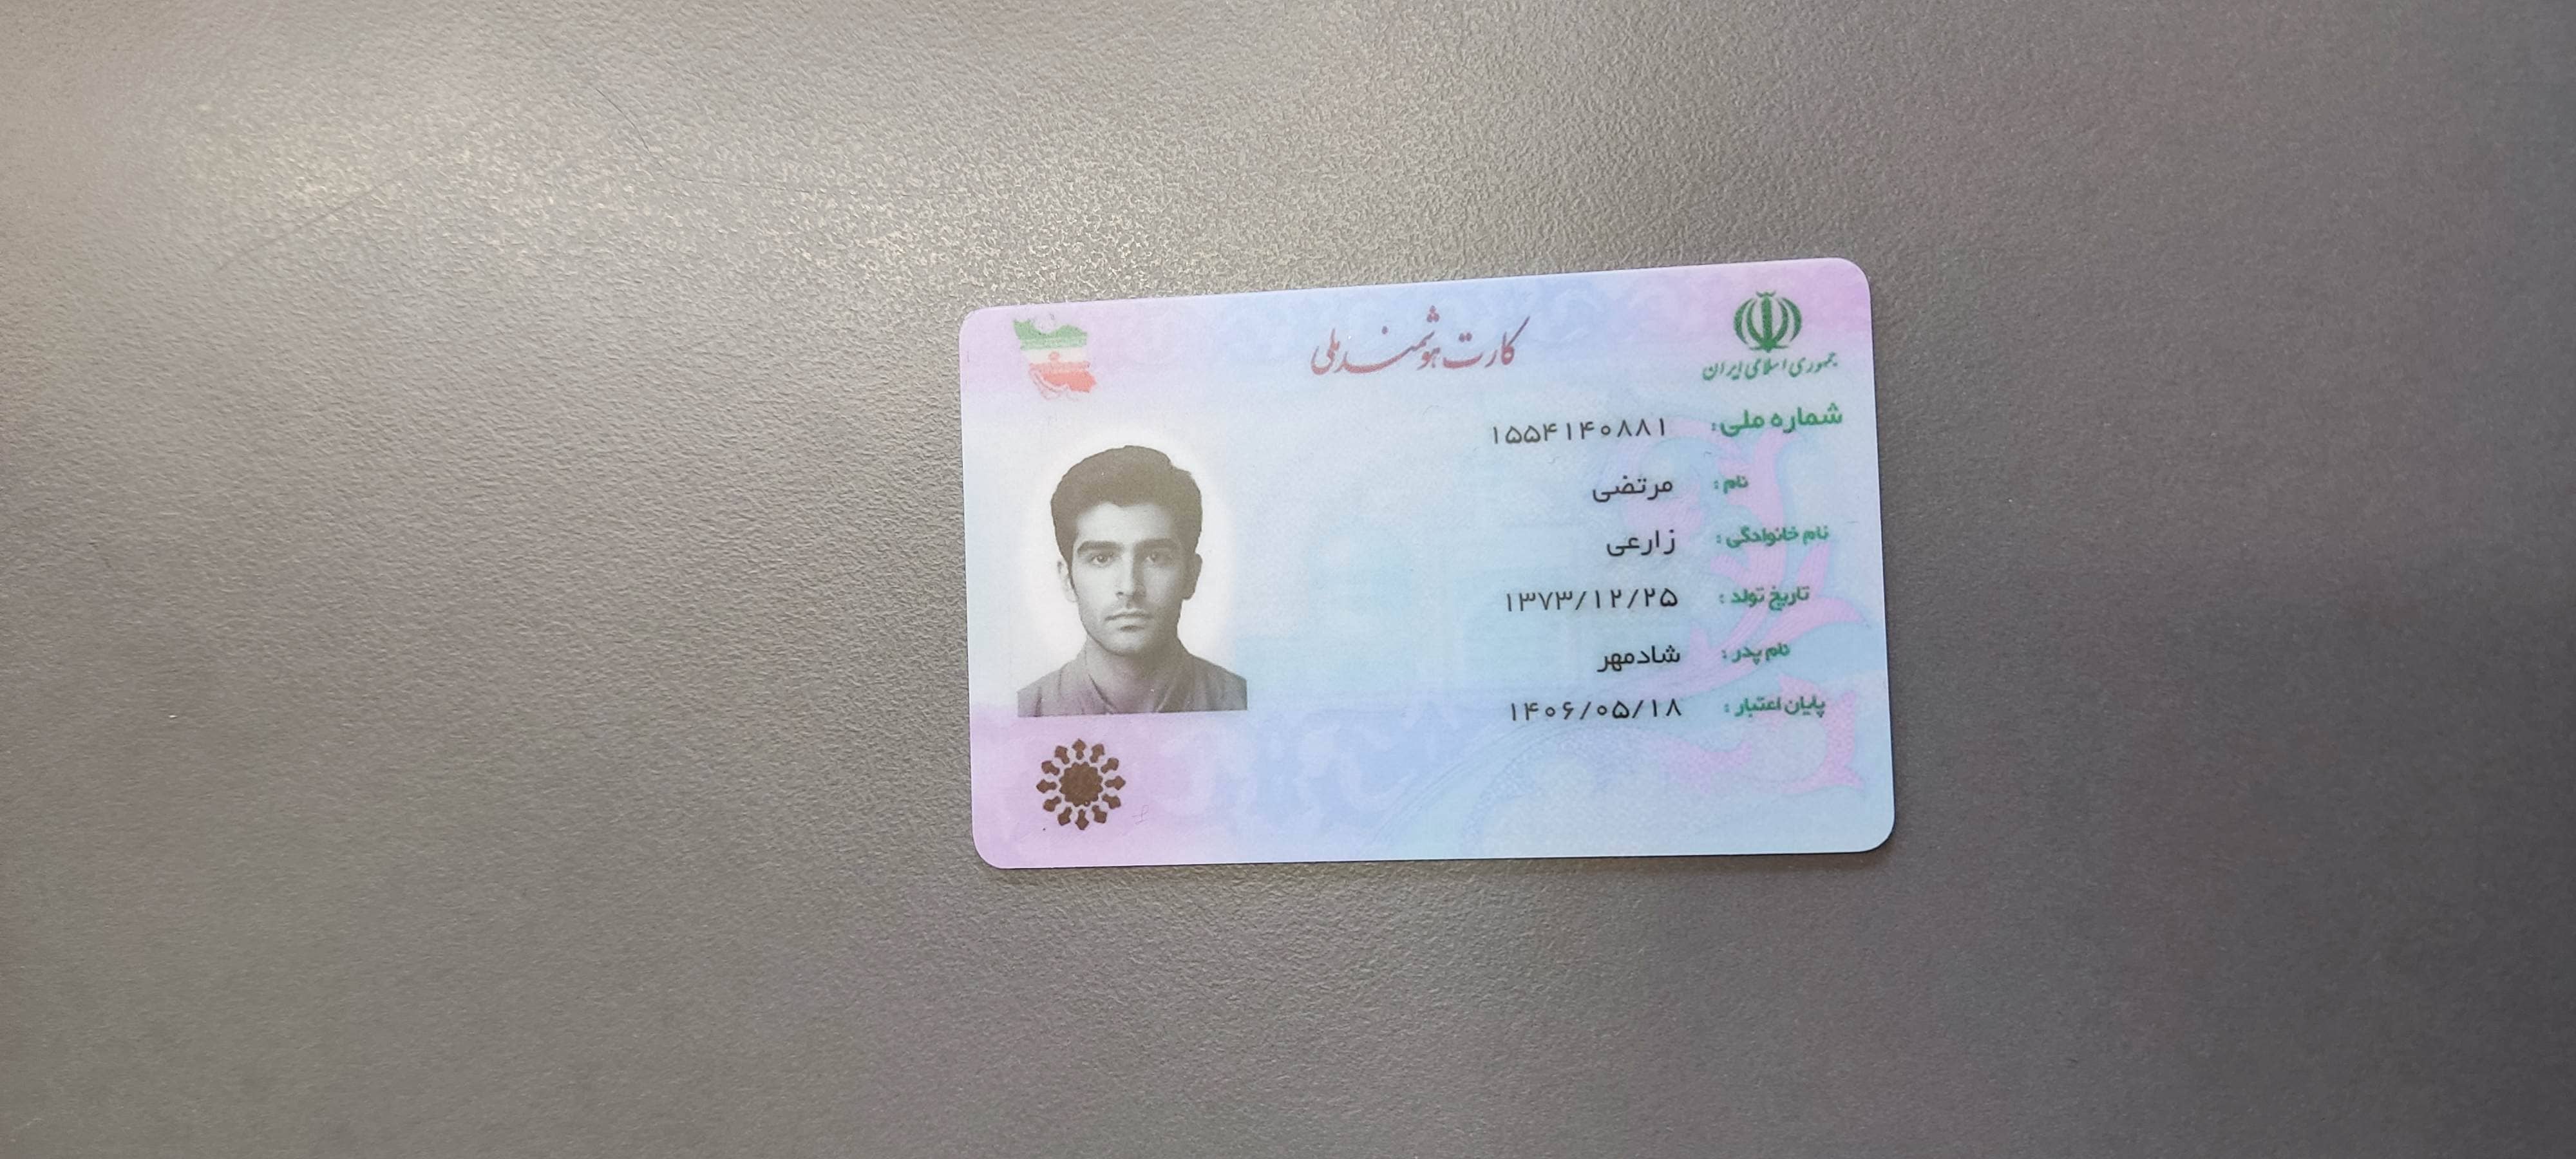 جمهوری اسلامی ایران
کارت هوشمند ملی
شماره ملی: ۱۵۵۴۱۴۰۸۸۱
نام: مرتضی
نام خانوادگی: زارعی
تاریخ تولد: ۱۳۷۳/۱۲/۲۵
نام پدر: شادمهر
پایان اعتبار: ۱۴۰۶/۰۵/۱۸